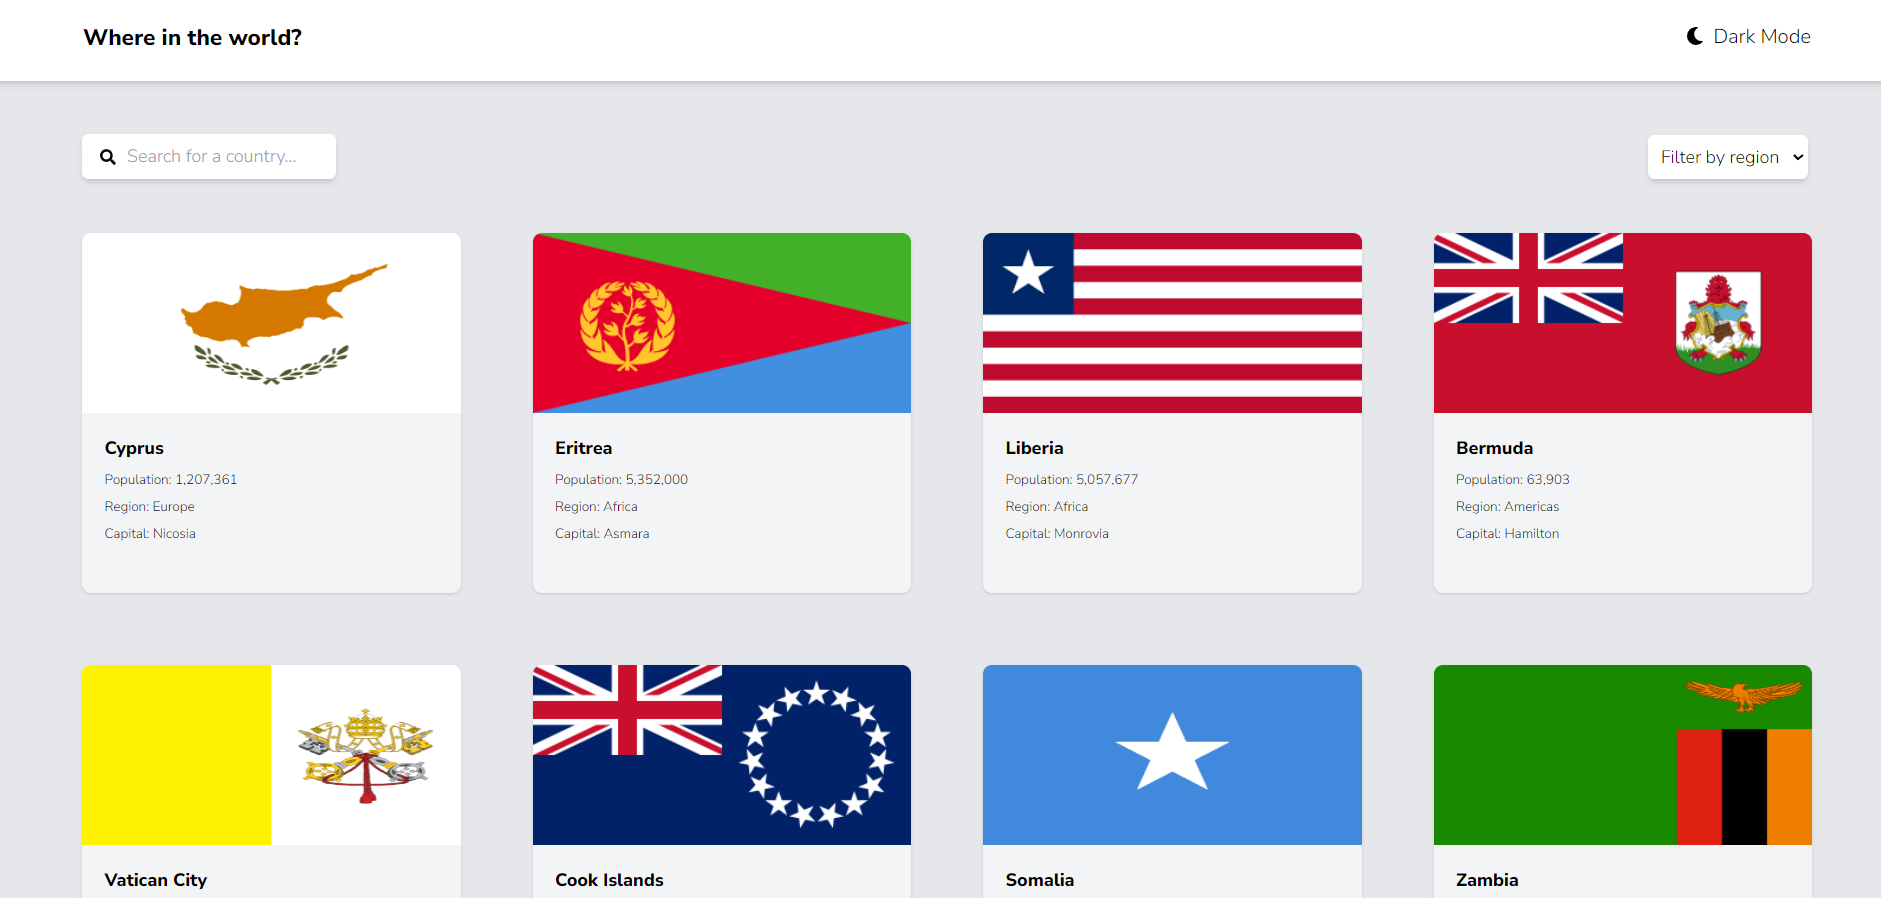 Where in the world?
Dark Mode
Search for a country...
Filter by region
Cyprus
Population: 1,207,361
Region: Europe
Capital: Nicosia
Eritrea
Population: 5,352,000
Region: Africa
Capital: Asmara
Liberia
Population: 5,057,677
Region: Africa
Capital: Monrovia
Bermuda
Population: 63,903
Region: Americas
Capital: Hamilton
Vatican City
Cook Islands
Somalia
Zambia